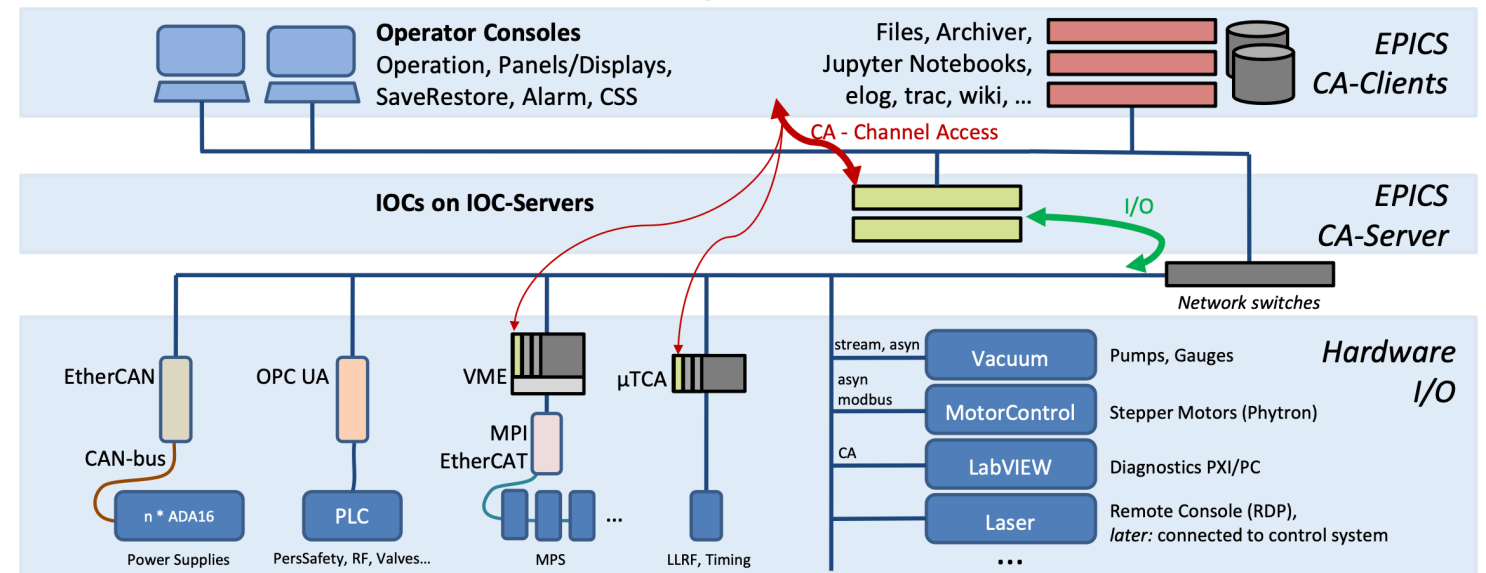 Operator Consoles
Operation, Panels/Displays,
SaveRestore, Alarm, CSS
Files, Archiver,
Jupyter Notebooks,
elog, trac, wiki, ...
EPICS
CA-Clients
CA - Channel Access
IOCs on IOC-Servers
I/O
EPICS
CA-Server
Network switches
EtherCAN
CAN-bus
n * ADA16
Power Supplies
OPC UA
PLC
PersSafety, RF, Valves...
VME
MPI
EtherCAT
...
MPS
µTCA
LLRF, Timing
stream, asyn
Vacuum
Pumps, Gauges
asyn
modbus
MotorControl
Stepper Motors (Phytron)
CA
LabVIEW
Diagnostics PXI/PC
Laser
Remote Console (RDP),
later: connected to control system
...
Hardware
I/O